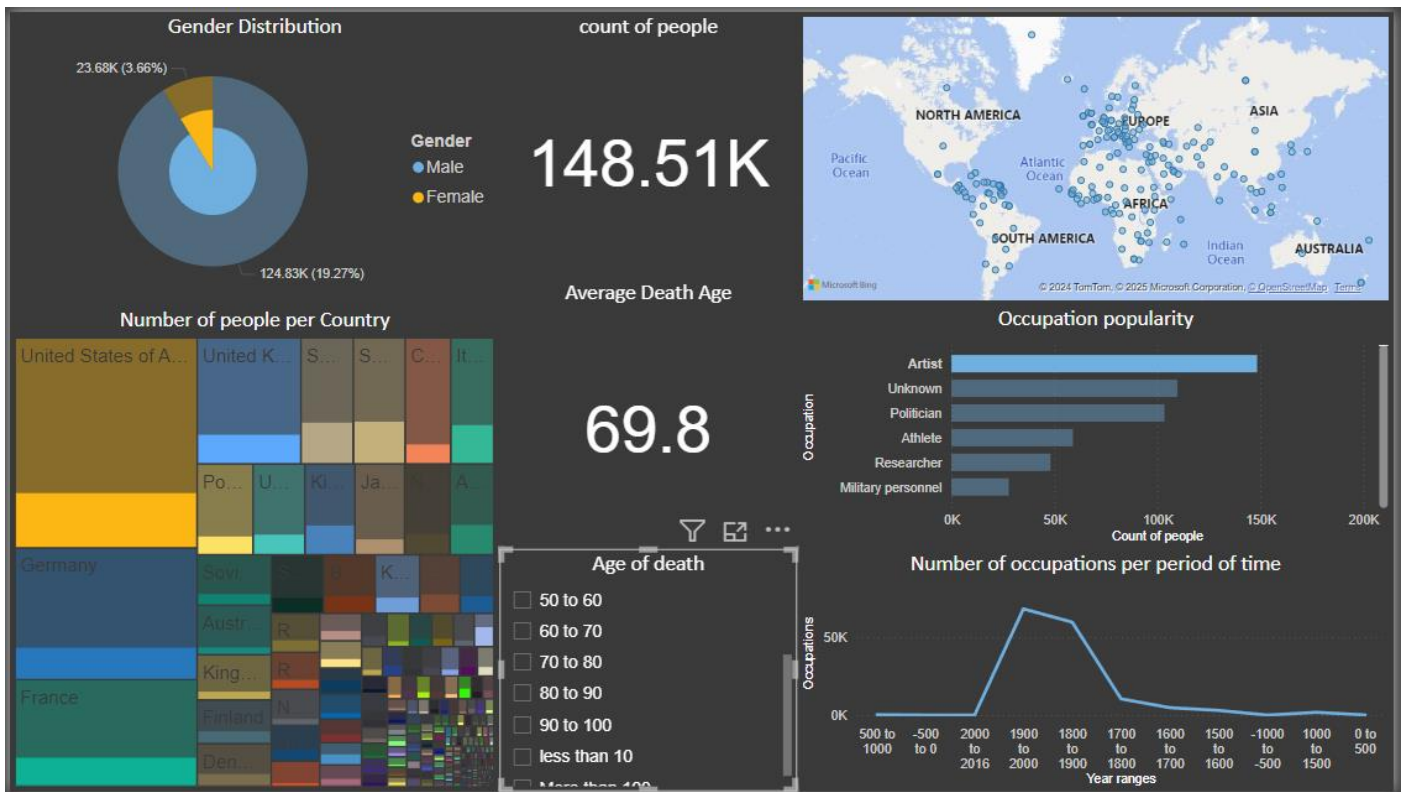 Gender Distribution
23.68K (3.66%)
124.83K (19.27%)
Gender
Male
Female
count of people
148.51K
Average Death Age
69.8
NORTH AMERICA
EUROPE
ASIA
Pacific
Ocean
Atlantic
Ocean
AFRICA
SOUTH AMERICA
Indian
Ocean
AUSTRALIA
Microsoft Bing
© 2024 TomTom, © 2025 Microsoft Corporation, © OpenStreetMap Terms
Number of people per Country
United States of A...
United K...
S...
S...
C...
It...
Po...
U...
Ki...
Ja...
A...
Germany
Sovi...
K...
Austr...
R...
King...
R...
France
Finland
N...
Den...
Age of death
50 to 60
60 to 70
70 to 80
80 to 90
90 to 100
less than 10
More than 100
Occupation popularity
Occupation
Artist
Unknown
Politician
Athlete
Researcher
Military personnel
0K
50K
100K
150K
200K
Count of people
Number of occupations per period of time
Occupations
50K
0K
500 to 1000
-500 to 0
2000 to 2016
1900 to 2000
1800 to 1900
1700 to 1800
1600 to 1700
1500 to 1600
-1000 to -500
1000 to 1500
0 to 500
Year ranges